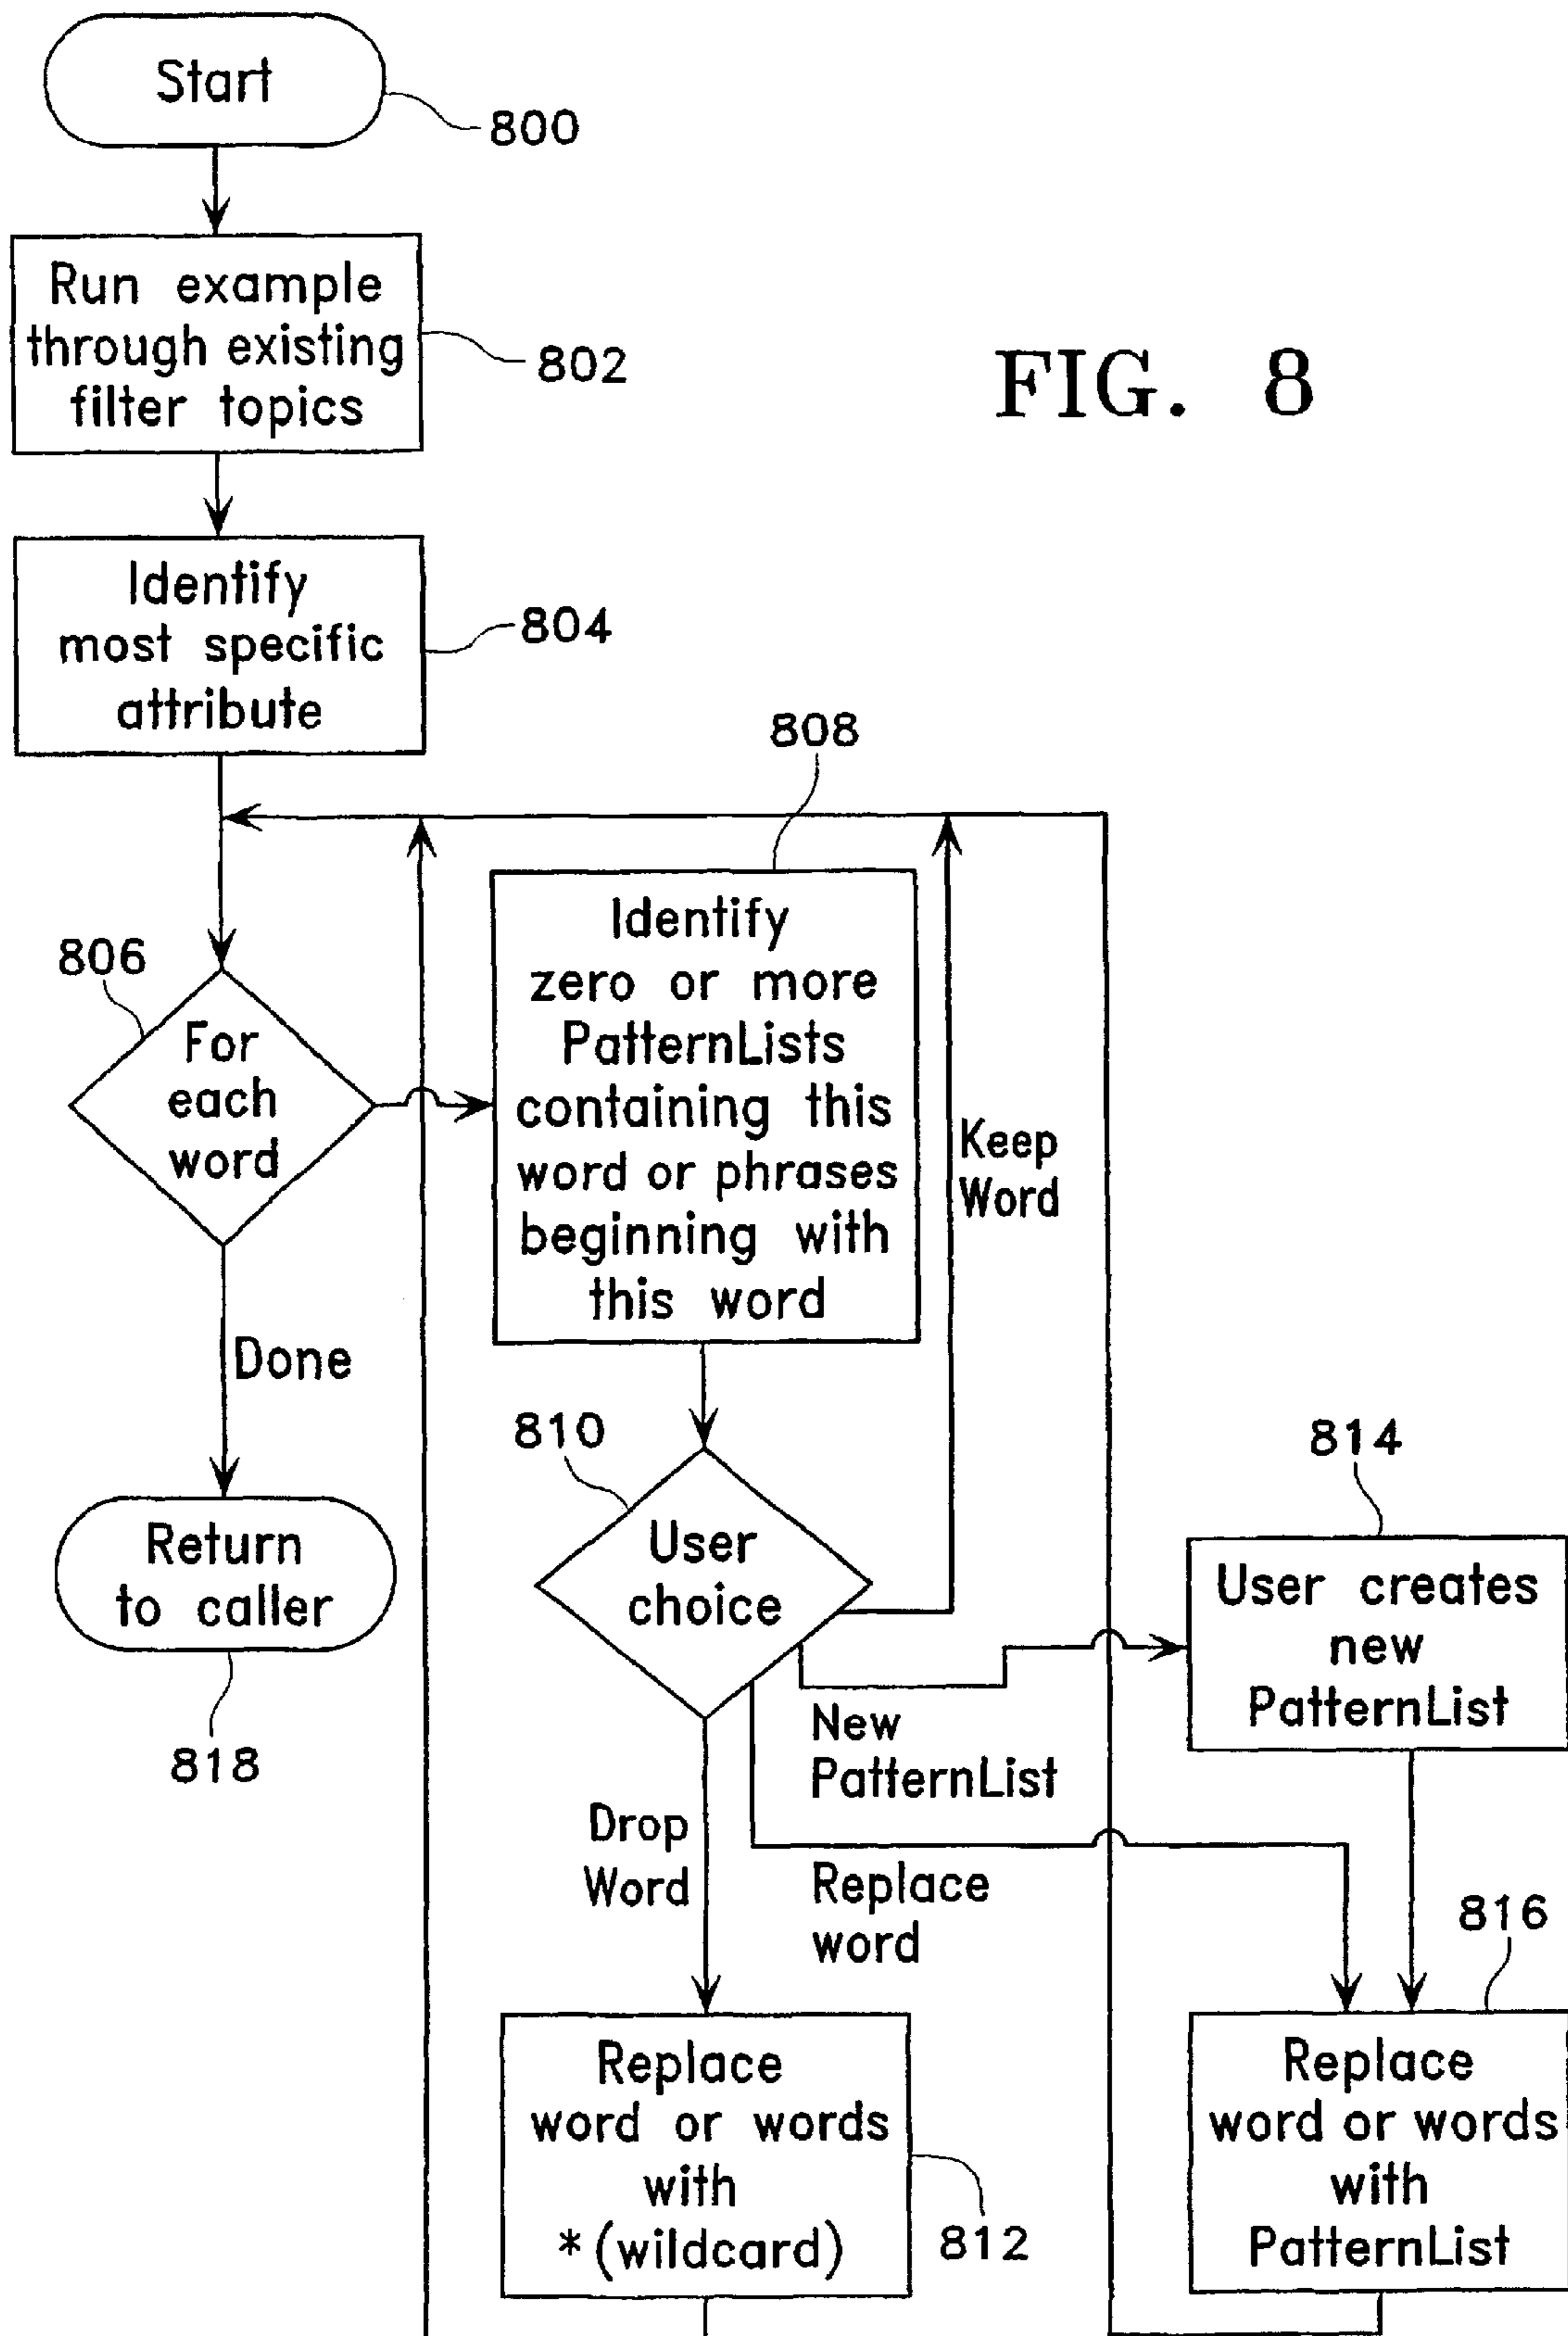 Start
800
Run example
through existing
filter topics
802
FIG. 8
Identify
most specific
attribute
804
808
806
For
each
word
Identify
zero or more
PatternLists
containing this
word or phrases
beginning with
this word
Keep
Word
Done
810
User
choice
814
User creates
new
PatternList
Return
to caller
818
New
PatternList
Drop
Word
Replace
word
816
Replace
word or words
with
*(wildcard)
812
Replace
word or words
with
PatternList